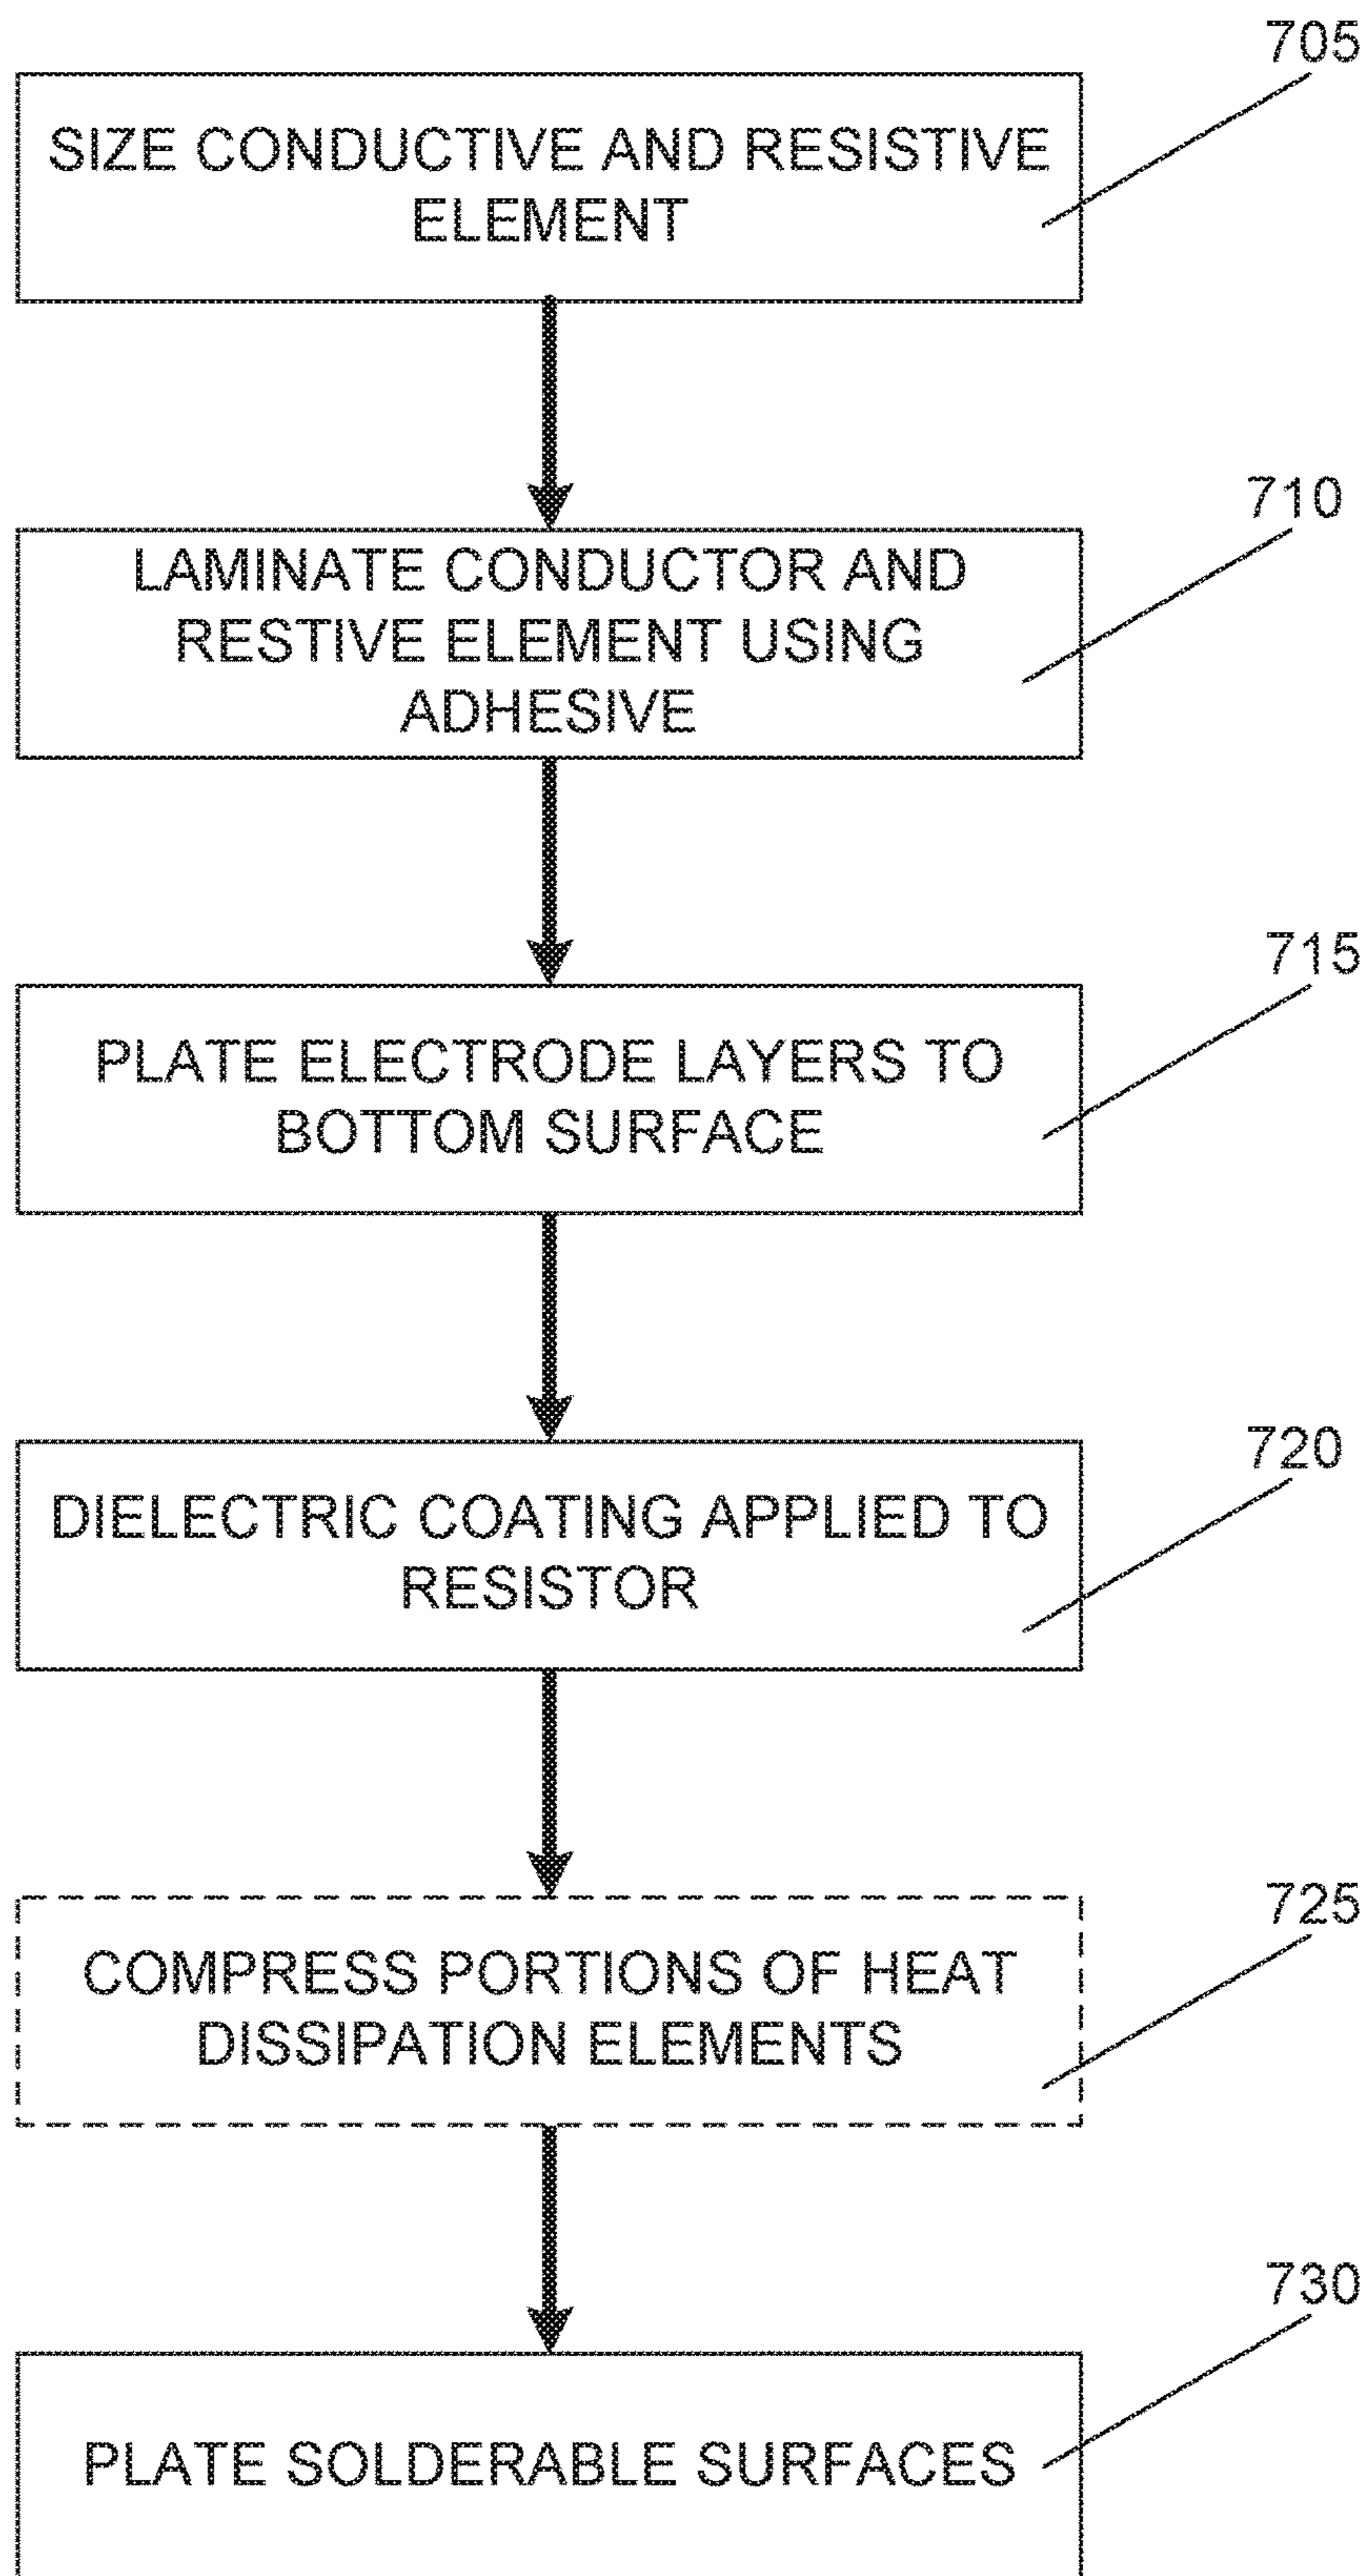 705
SIZE CONDUCTIVE AND RESISTIVE
ELEMENT
710
LAMINATE CONDUCTOR AND
RESTIVE ELEMENT USING
ADHESIVE
715
PLATE ELECTRODE LAYERS TO
BOTTOM SURFACE
720
DIELECTRIC COATING APPLIED TO
RESISTOR
725
COMPRESS PORTIONS OF HEAT
DISSIPATION ELEMENTS
730
PLATE SOLDERABLE SURFACES